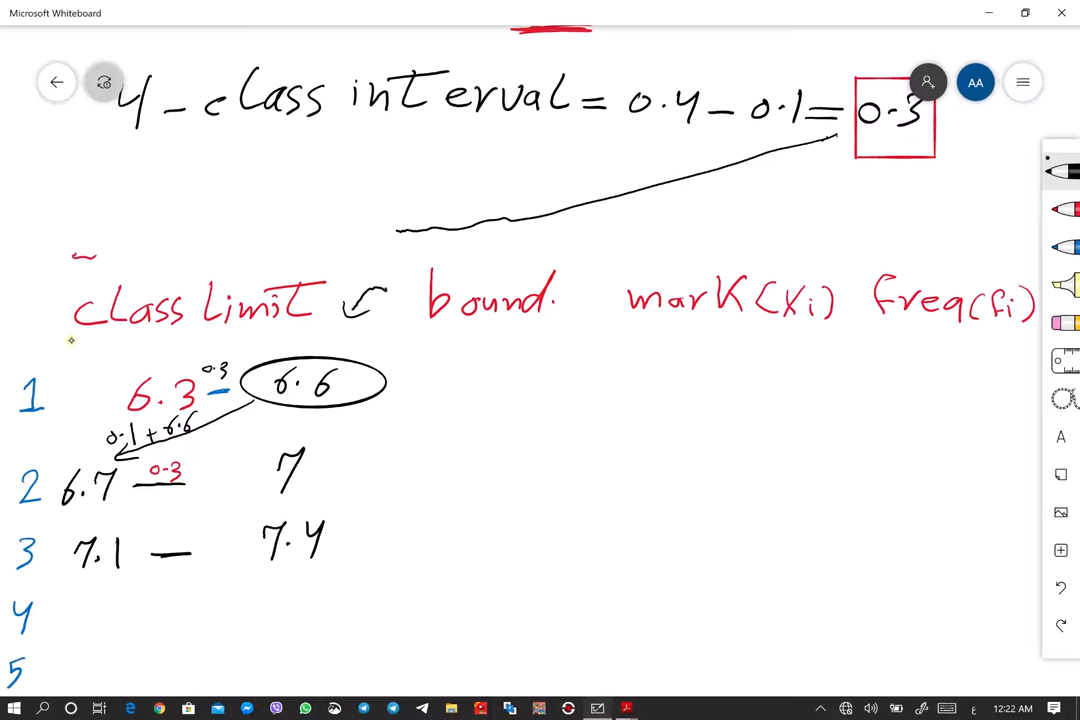 Microsoft Whiteboard
4 - class interval = 0.4 - 0.1 = 0.3
AA
class Limit bound. mark(Xi) freq(fi)
1 6.3 - 0.3 6.6
0.1 + 6.6
2 6.7 — 0.3 7
3 7.1 — 7.4
4
5
A
12:22 AM